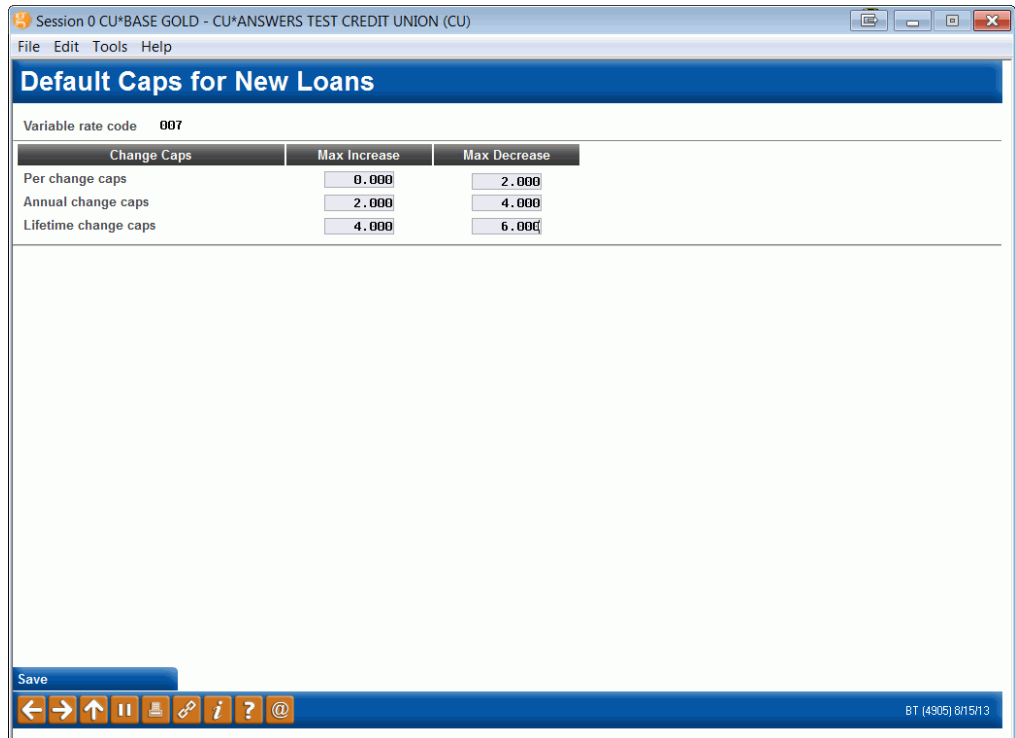 Session 0 CU*BASE GOLD - CU*ANSWERS TEST CREDIT UNION (CU)
File Edit Tools Help
Default Caps for New Loans
Variable rate code 007
Change Caps Max Increase Max Decrease
Per change caps 0.000 2.000
Annual change caps 2.000 4.000
Lifetime change caps 4.000 6.000
Save
i ? @ BT (4905) 8/15/13